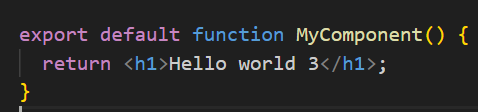 export default function MyComponent() {
  return <h1>Hello world 3</h1>;
}